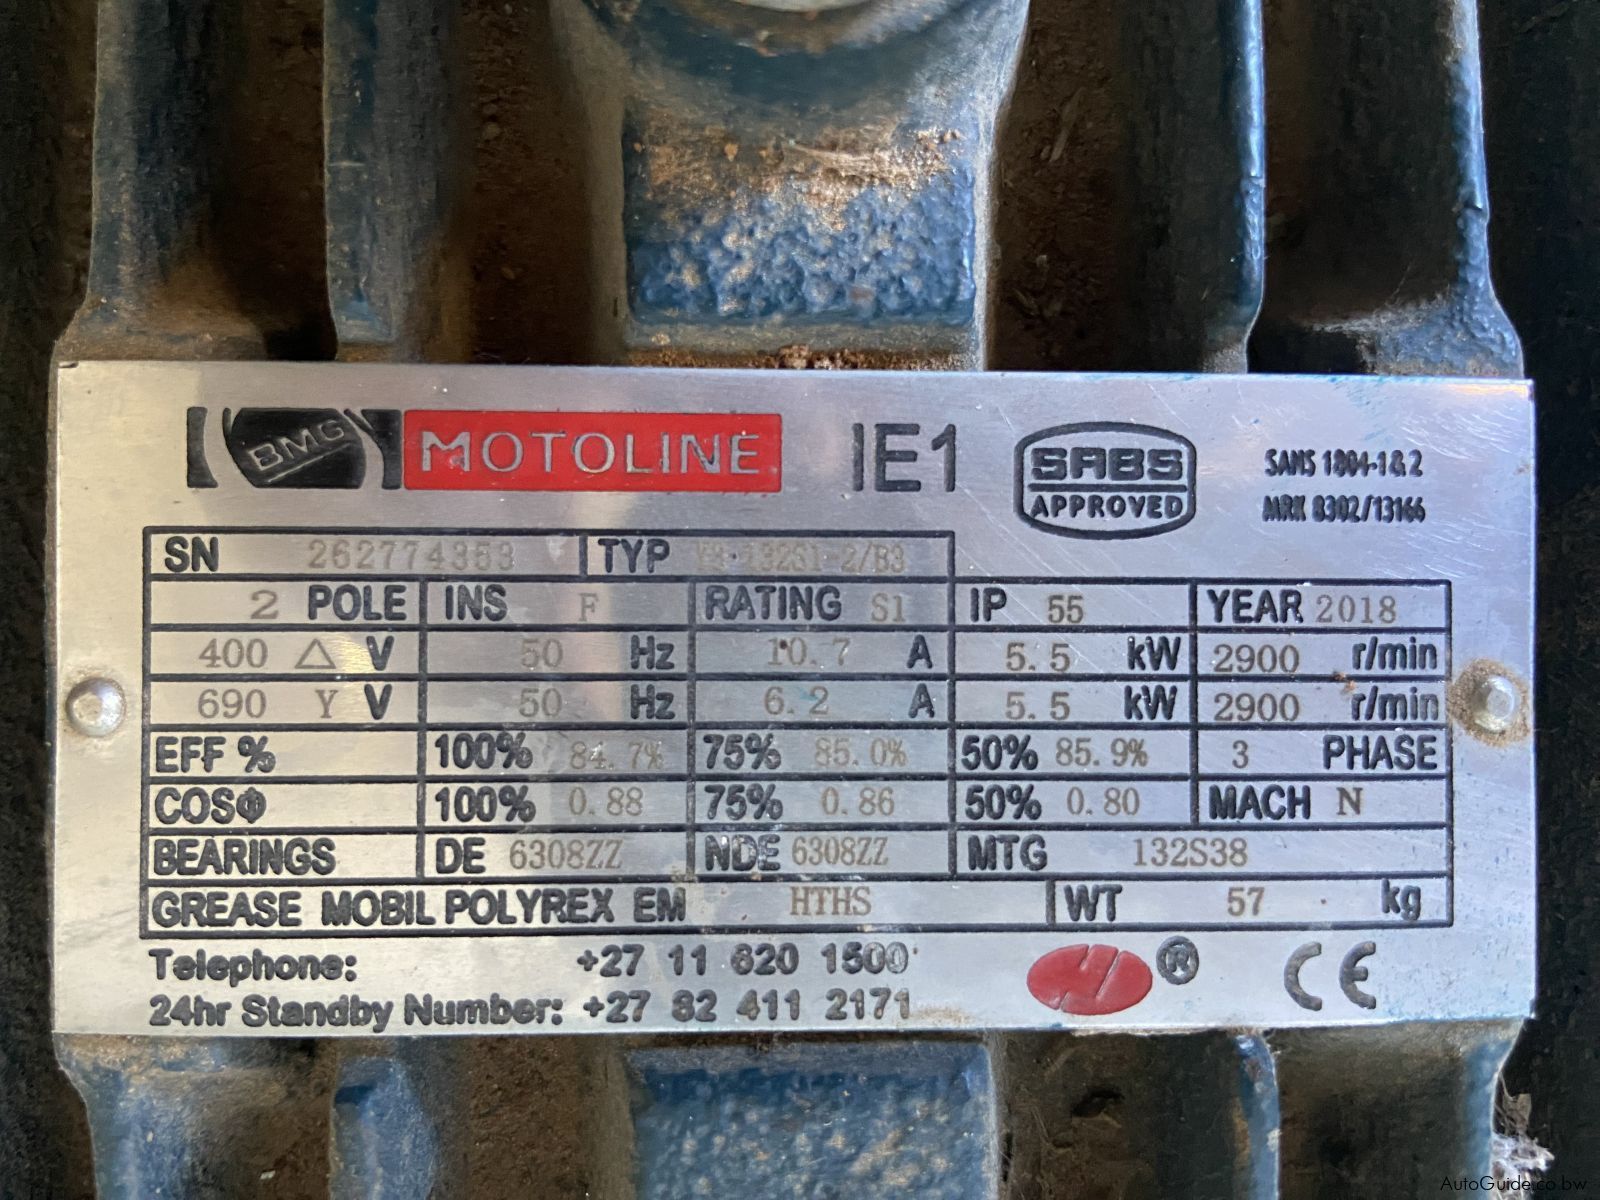 BMG MOTOLINE IE1 SABS APPROVED
SANS 1804-1&2
MRK 8302/13166
SN 262774353 TYP 132S1-2/B3
2 POLE INS F RATING S1 IP 55 YEAR 2018
400 △ V 50 Hz 10.7 A 5.5 kW 2900 r/min
690 Y V 50 Hz 6.2 A 5.5 kW 2900 r/min
EFF % 100% 84.7% 75% 85.0% 50% 85.9% 3 PHASE
COSΦ 100% 0.88 75% 0.86 50% 0.80 MACH N
BEARINGS DE 6308ZZ NDE 6308ZZ MTG 132S38
GREASE MOBIL POLYREX EM HTHS WT 57 kg
Telephone: +27 11 620 1500
24hr Standby Number: +27 82 411 2171
® CE
AutoGuide.co.bw